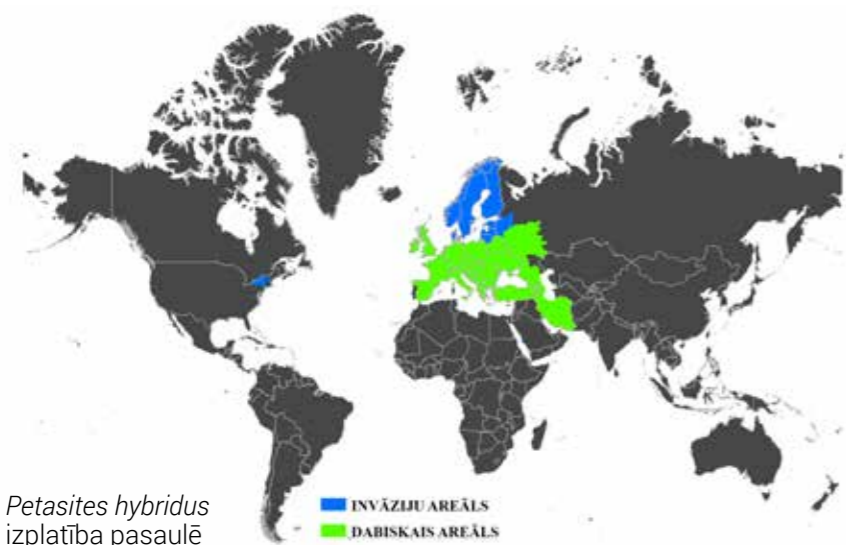 Petasites hybridus
izplatība pasaulē
INVĀZIJU AREĀLS
DABISKAIS AREĀLS